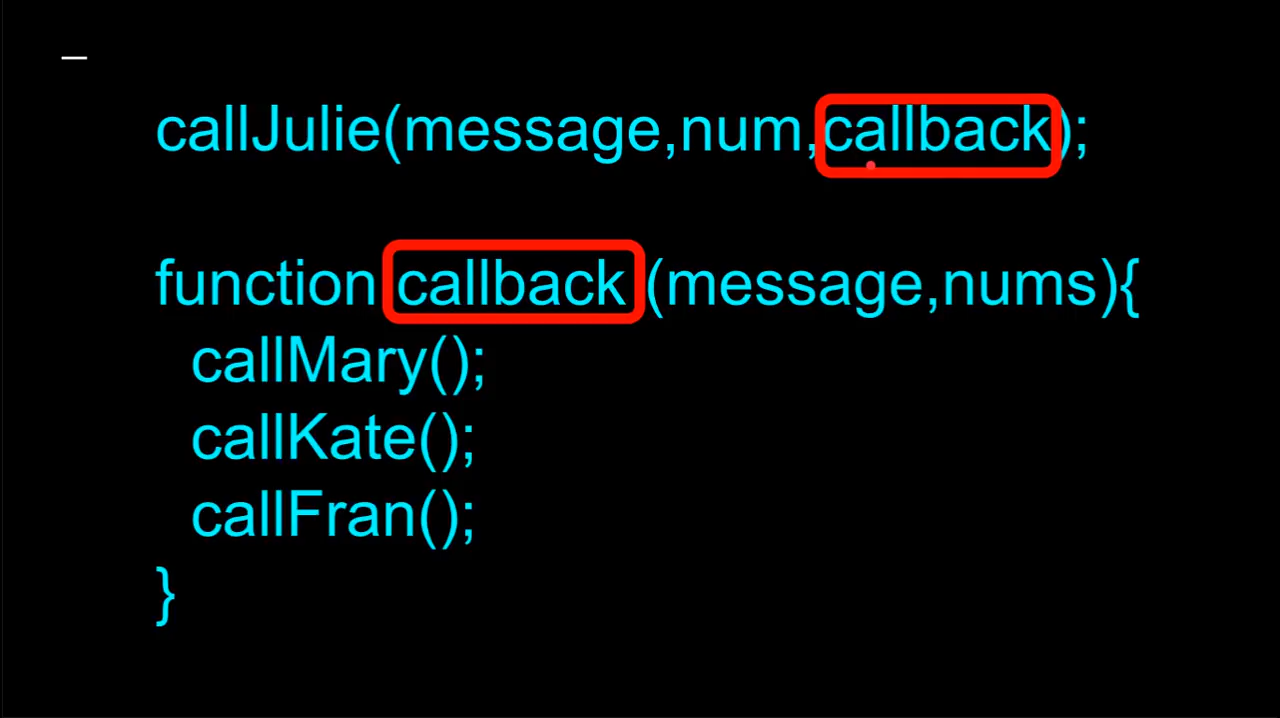 callJulie(message,num,callback);
function callback (message,nums){
callMary();
callKate();
callFran();
}